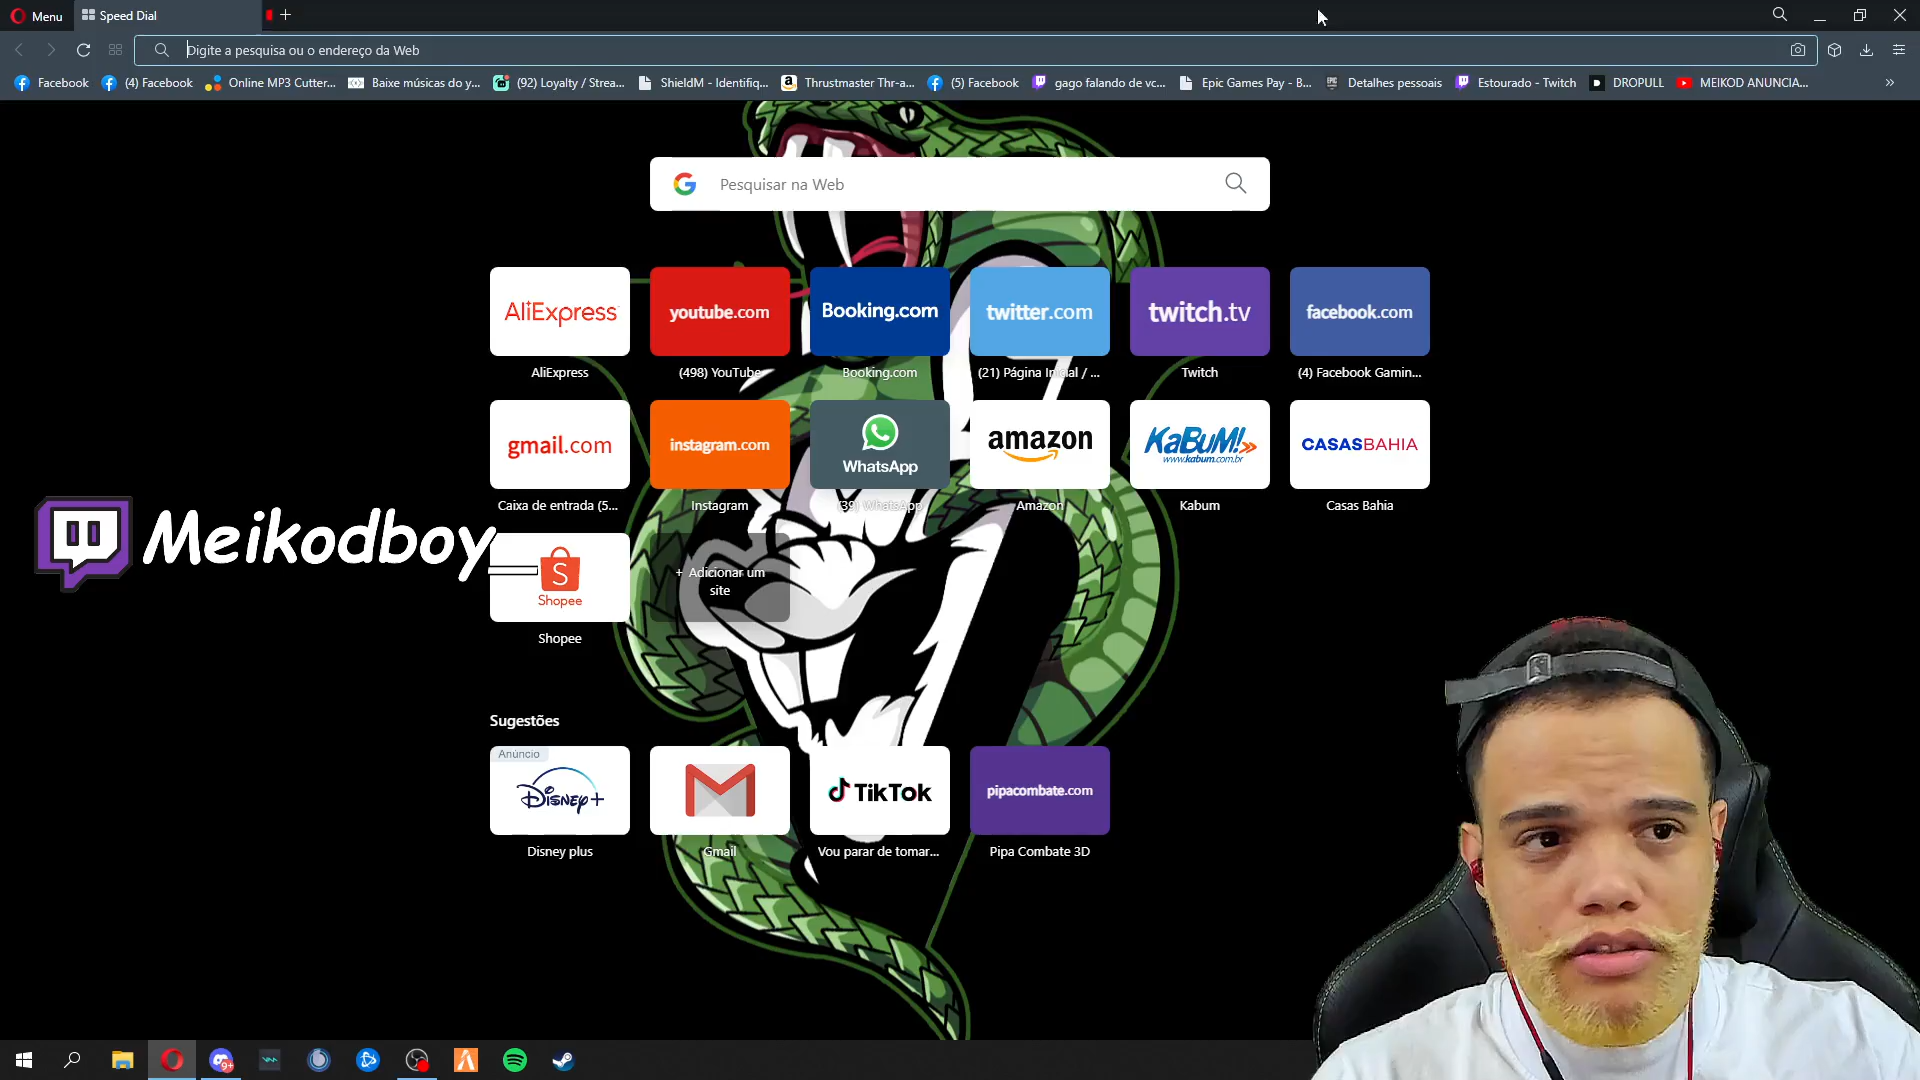 Menu
Speed Dial
Digite a pesquisa ou o endereço da Web
Facebook
(4) Facebook
Online MP3 Cutter...
Baixe músicas do y...
(92) Loyalty / Strea...
ShieldM - Identifiq...
Thrustmaster Thr-a...
(5) Facebook
gago falando de vc...
Epic Games Pay - B...
Detalhes pessoais
Estourado - Twitch
DROPULL
MEIKOD ANUNCIA...
Pesquisar na Web
AliExpress
youtube.com
Booking.com
twitter.com
twitch.tv
facebook.com
AliExpress
(498) YouTube
Booking.com
(21) Página Inicial / ...
Twitch
(4) Facebook Gamin...
gmail.com
instagram.com
WhatsApp
amazon
KaBuM!
www.kabum.com.br
CASASBAHIA
Caixa de entrada (5...
Instagram
(39) WhatsApp
Amazon
Kabum
Casas Bahia
Meikodboy_
Shopee
+ Adicionar um
site
Shopee
Sugestões
Anúncio
Disney+
TikTok
pipacombate.com
Disney plus
Gmail
Vou parar de tomar...
Pipa Combate 3D
9+